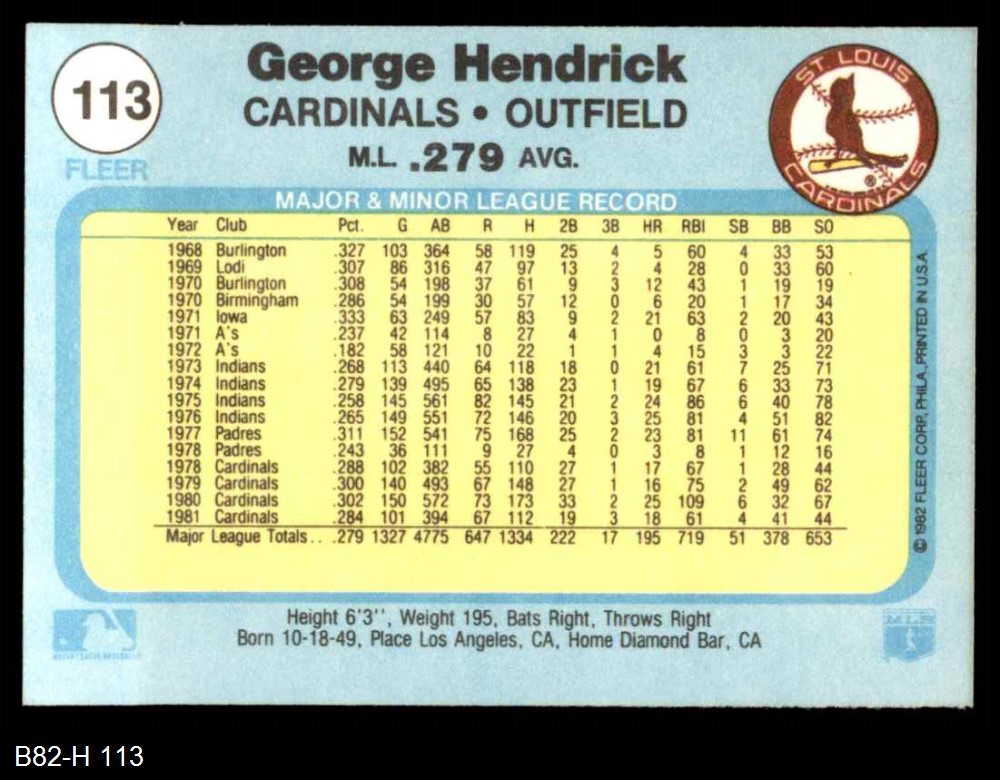 113
FLEER
George Hendrick
CARDINALS • OUTFIELD
M.L. .279 AVG.
ST. LOUIS
CARDINALS
®
MAJOR & MINOR LEAGUE RECORD
Year Club Pct. G AB R H 2B 3B HR RBI SB BB SO
1968 Burlington .327 103 364 58 119 25 4 5 60 4 33 53
1969 Lodi .307 86 316 47 97 13 2 4 28 0 33 60
1970 Burlington .308 54 198 37 61 9 3 12 43 1 19 19
1970 Birmingham .286 54 199 30 57 12 0 6 20 1 17 34
1971 Iowa .333 63 249 57 83 9 2 21 63 2 20 43
1971 A's .237 42 114 8 27 4 1 0 8 0 3 20
1972 A's .182 58 121 10 22 1 1 4 15 3 3 22
1973 Indians .268 113 440 64 118 18 0 21 61 7 25 71
1974 Indians .279 139 495 65 138 23 1 19 67 6 33 73
1975 Indians .258 145 561 82 145 21 2 24 86 6 40 78
1976 Indians .265 149 551 72 146 20 3 25 81 4 51 82
1977 Padres .311 152 541 75 168 25 2 23 81 11 61 74
1978 Padres .243 36 111 9 27 4 0 3 8 1 12 16
1978 Cardinals .288 102 382 55 110 27 1 17 67 1 28 44
1979 Cardinals .300 140 493 67 148 27 1 16 75 2 49 62
1980 Cardinals .302 150 572 73 173 33 2 25 109 6 32 67
1981 Cardinals .284 101 394 67 112 19 3 18 61 4 41 44
Major League Totals.. .279 1327 4775 647 1334 222 17 195 719 51 378 653
© 1982 FLEER CORP., PHILA., PRINTED IN U.S.A.
Height 6'3'', Weight 195, Bats Right, Throws Right
Born 10-18-49, Place Los Angeles, CA, Home Diamond Bar, CA
MAJOR LEAGUE BASEBALL
B82-H 113